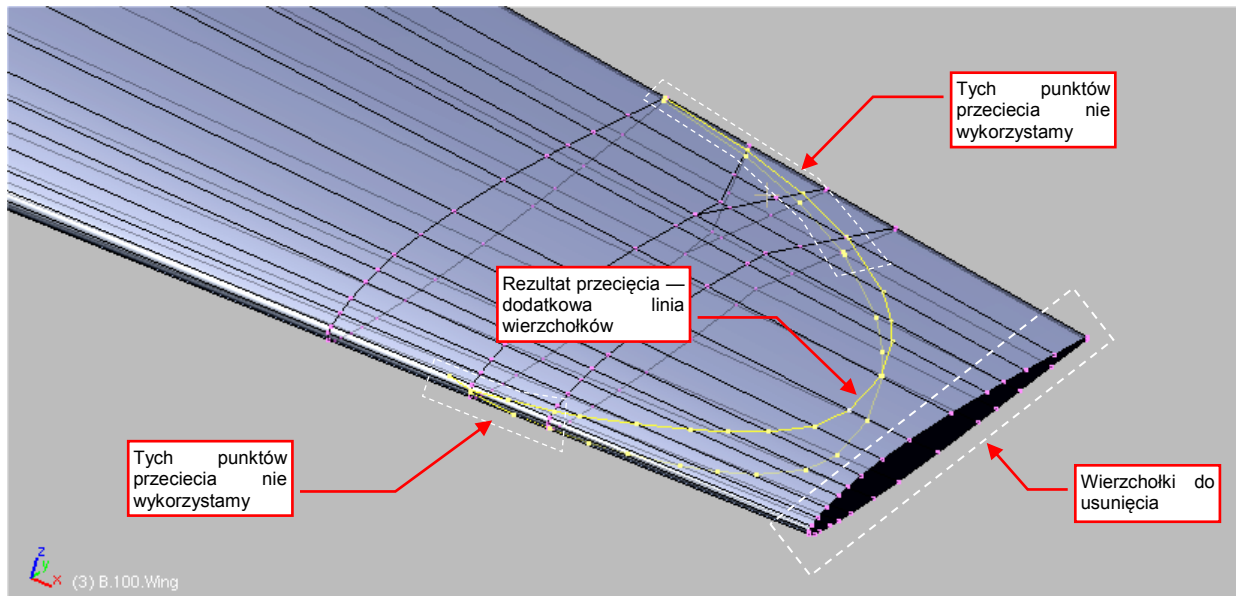 Tych punktów
przeciecia nie
wykorzystamy
Rezultat przecięcia —
dodatkowa linia
wierzchołków
Tych punktów
przeciecia nie
wykorzystamy
Wierzchołki do
usunięcia
z
y
x
(3) B.100.Wing